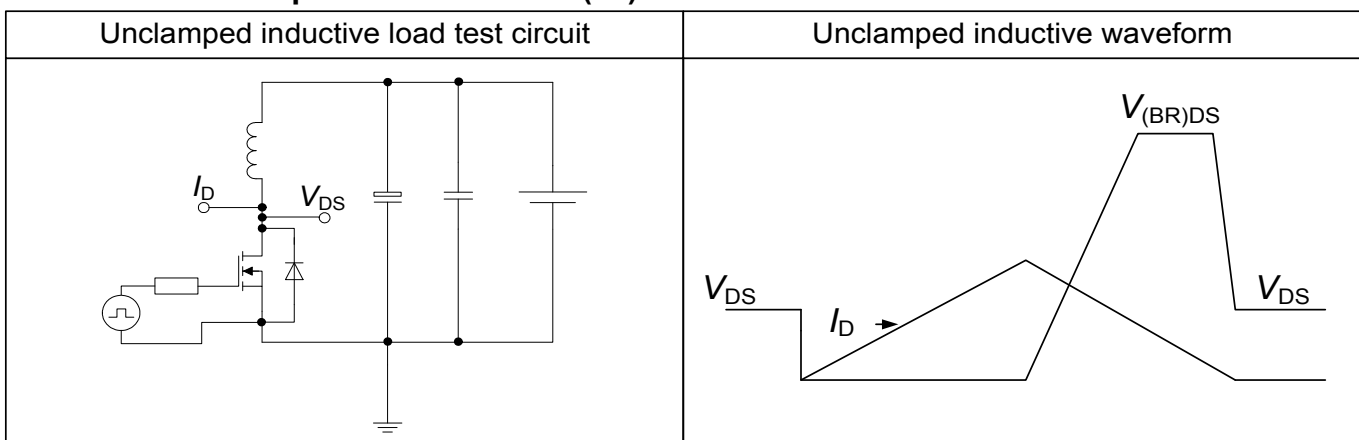 Unclamped inductive load test circuit
Unclamped inductive waveform
V(BR)DS
ID
VDS
VDS
ID
VDS